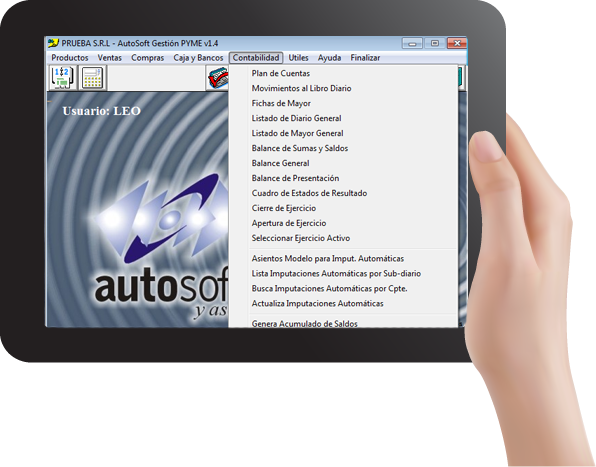 PRUEBA S.R.L - AutoSoft Gestión PYME v1.4
Productos Ventas Compras Caja y Bancos Contabilidad Utiles Ayuda Finalizar
Usuario: LEO
Plan de Cuentas
Movimientos al Libro Diario
Fichas de Mayor
Listado de Diario General
Listado de Mayor General
Balance de Sumas y Saldos
Balance General
Balance de Presentación
Cuadro de Estados de Resultado
Cierre de Ejercicio
Apertura de Ejercicio
Seleccionar Ejercicio Activo
Asientos Modelo para Imput. Automáticas
Lista Imputaciones Automáticas por Sub-diario
Busca Imputaciones Automáticas por Cpte.
Actualiza Imputaciones Automáticas
Genera Acumulado de Saldos
autosof
y as